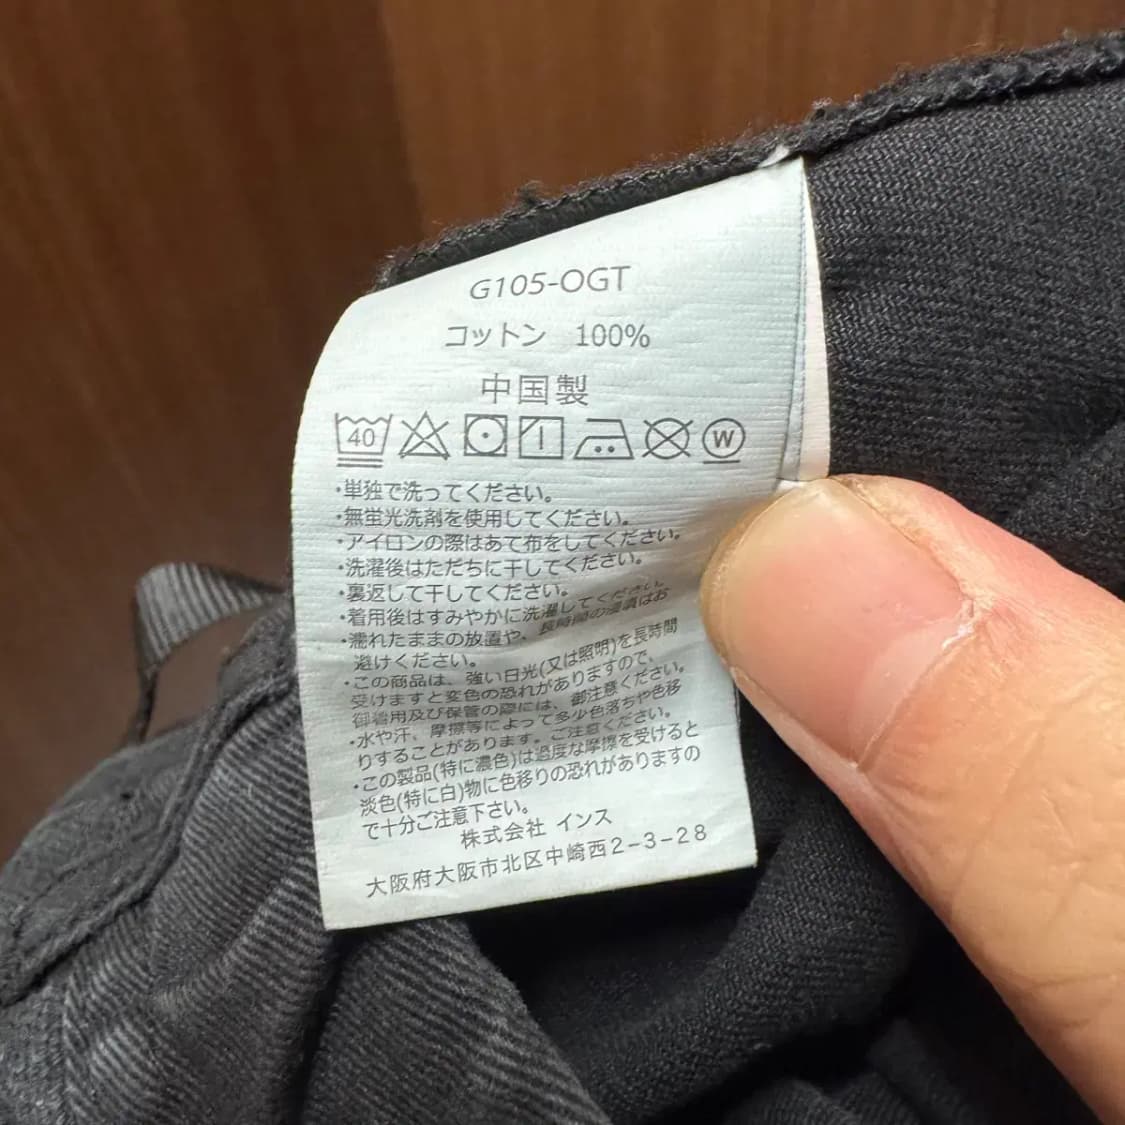 G105-OGT
コットン　100%
中国製
40 W
・単独で洗ってください。
・無蛍光洗剤を使用してください。
・アイロンの際はあて布をしてください。
・洗濯後はただちに干してください。
・裏返して干してください。
・着用後はすみやかに洗濯してください。
・濡れたままの放置や、長時間の浸漬はお
避けください。
・この商品は、強い日光(又は照明)を長時間
受けますと変色の恐れがありますので、
御着用及び保管の際には、御注意ください。
・水や汗、摩擦等によって多少色落ちや色移
りすることがあります。ご注意ください。
・この製品(特に濃色)は過度な摩擦を受けると
淡色(特に白)物に色移りの恐れがありますの
で十分ご注意下さい。
株式会社 インス
大阪府大阪市北区中崎西2-3-28